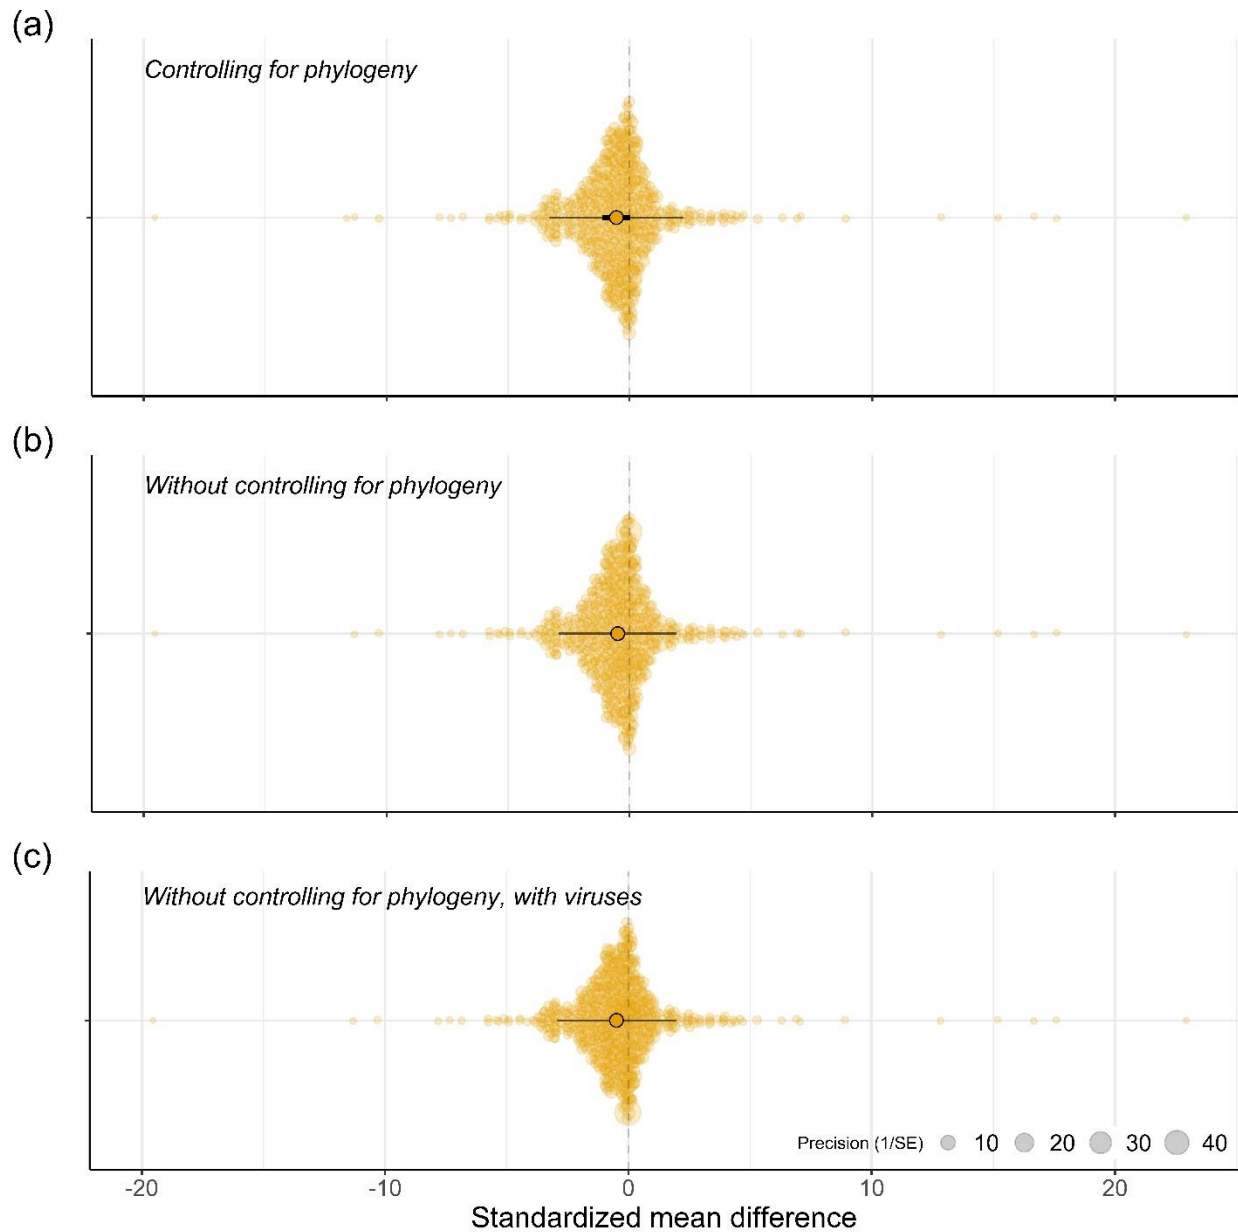 (a)
Controlling for phylogeny
(b)
Without controlling for phylogeny
(c)
Without controlling for phylogeny, with viruses
Precision (1/SE) 10 20 30 40
-20 -10 0 10 20
Standardized mean difference